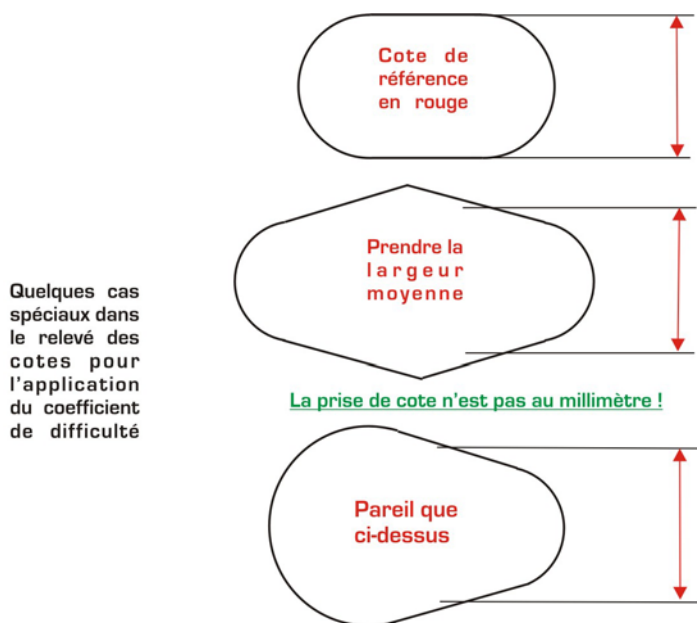 Cote de
référence
en rouge
Prendre la
largeur
moyenne
Quelques cas
spéciaux dans
le relevé des
cotes pour
l'application
du coefficient
de difficulté
La prise de cote n'est pas au millimètre !
Pareil que
ci-dessus